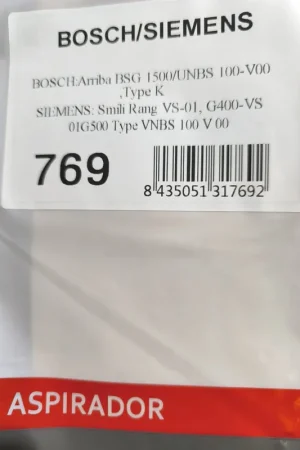 BOSCH/SIEMENS
BOSCH:Arriba BSG 1500/UNBS 100-V00
,Type K
SIEMENS: Smili Rang VS-01, G400-VS
01G500 Type VNBS 100 V 00
769
8 435051 317692
ASPIRADOR